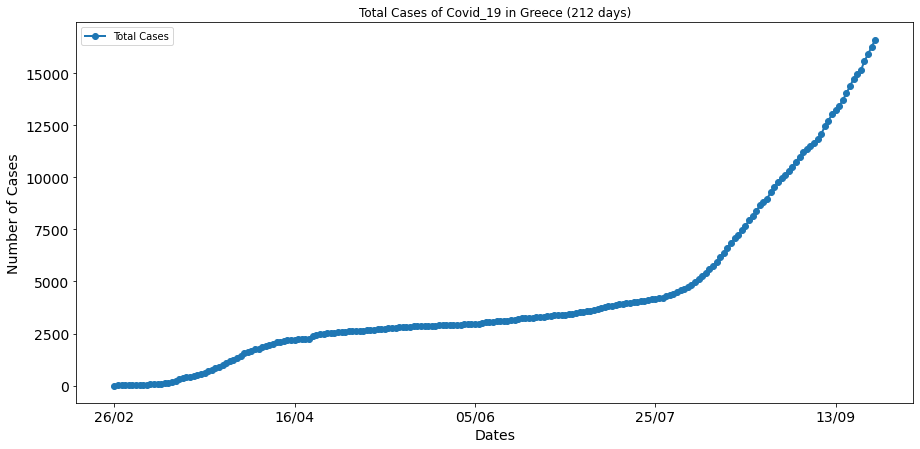 Total Cases of Covid_19 in Greece (212 days)
Total Cases
15000
12500
10000
7500
5000
2500
0
Number of Cases
26/02 16/04 05/06 25/07 13/09
Dates